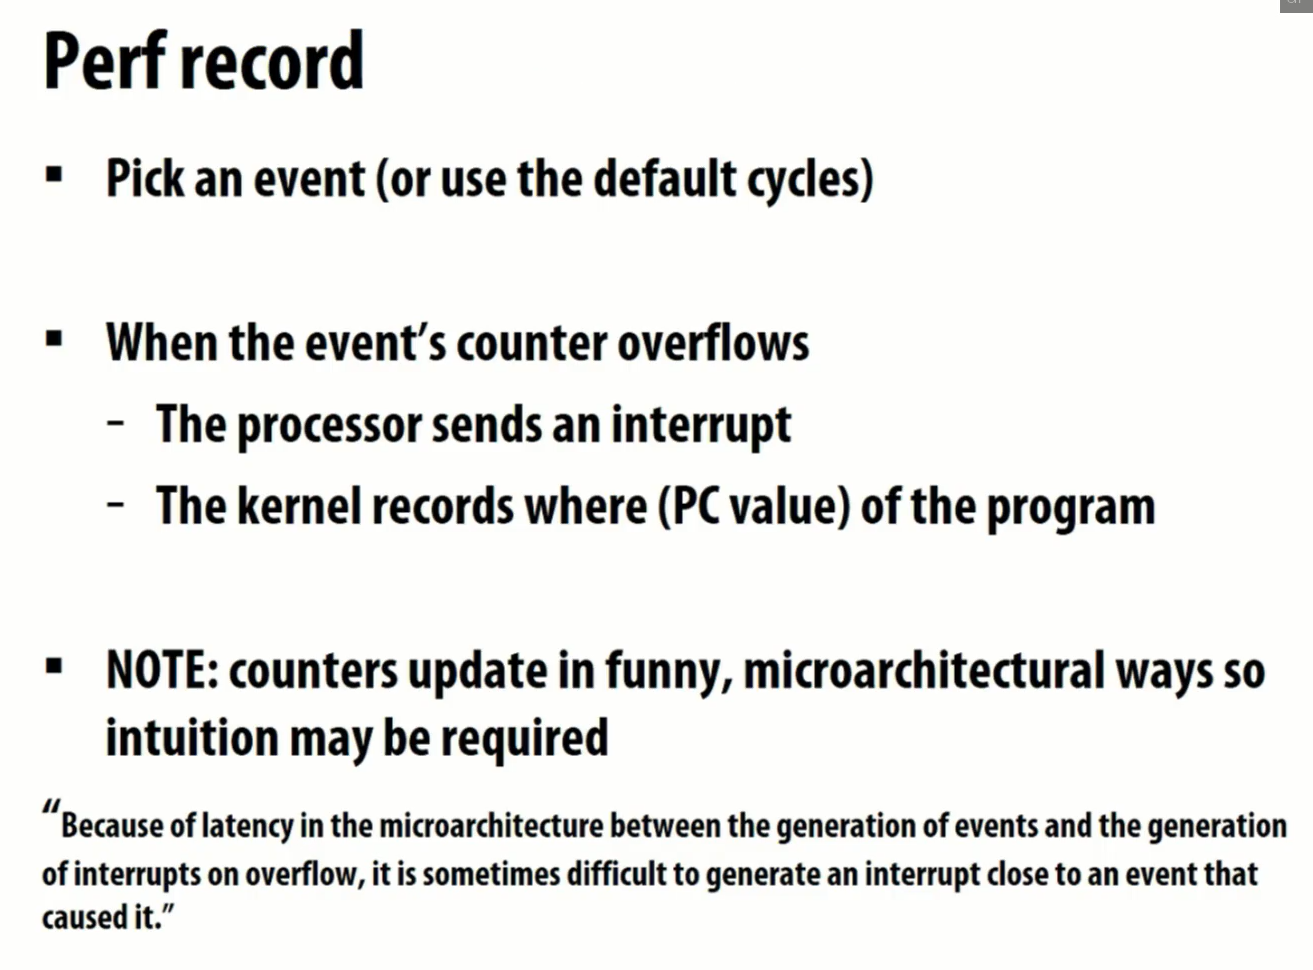 Perf record
▪ Pick an event (or use the default cycles)
▪ When the event’s counter overflows
– The processor sends an interrupt
– The kernel records where (PC value) of the program
▪ NOTE: counters update in funny, microarchitectural ways so
intuition may be required
“Because of latency in the microarchitecture between the generation of events and the generation
of interrupts on overflow, it is sometimes difficult to generate an interrupt close to an event that
caused it.”